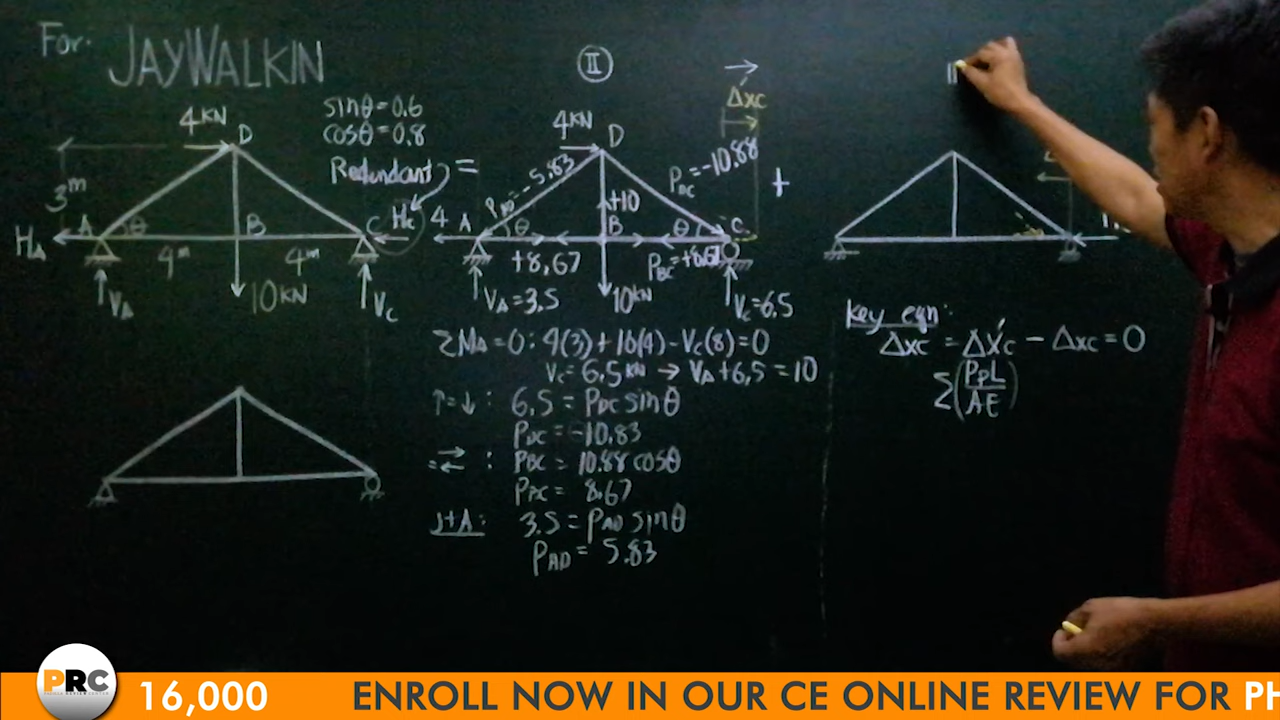 For: JAYWALKIN
4KN
D
sinθ=0.6
cosθ=0.8
Redundant
=
3m
A
θ
B
C
Hc
HA
4m
4m
VA
10KN
Vc
II
Δx'c
4KN
D
PAD=-5.83
+10
PDC=-10.88
+
4
A
θ
B
θ
C
+8.67
PBC=+8.67
VA=3.5
10KN
Vc=6.5
ΣMA=0: 4(3)+10(4)-Vc(8)=0
Vc=6.5KN → VA+6.5=10
↑=↓: 6.5=PDC sinθ
PDC=-10.83
→=←: PBC=10.88cosθ
PBC=8.67
JtA: 3.5=PAD sinθ
PAD=5.83
key eqn:
Δxc=Δx'c-Δxc=0
Σ(PpL/AE)
PRC
16,000 ENROLL NOW IN OUR CE ONLINE REVIEW FOR PH